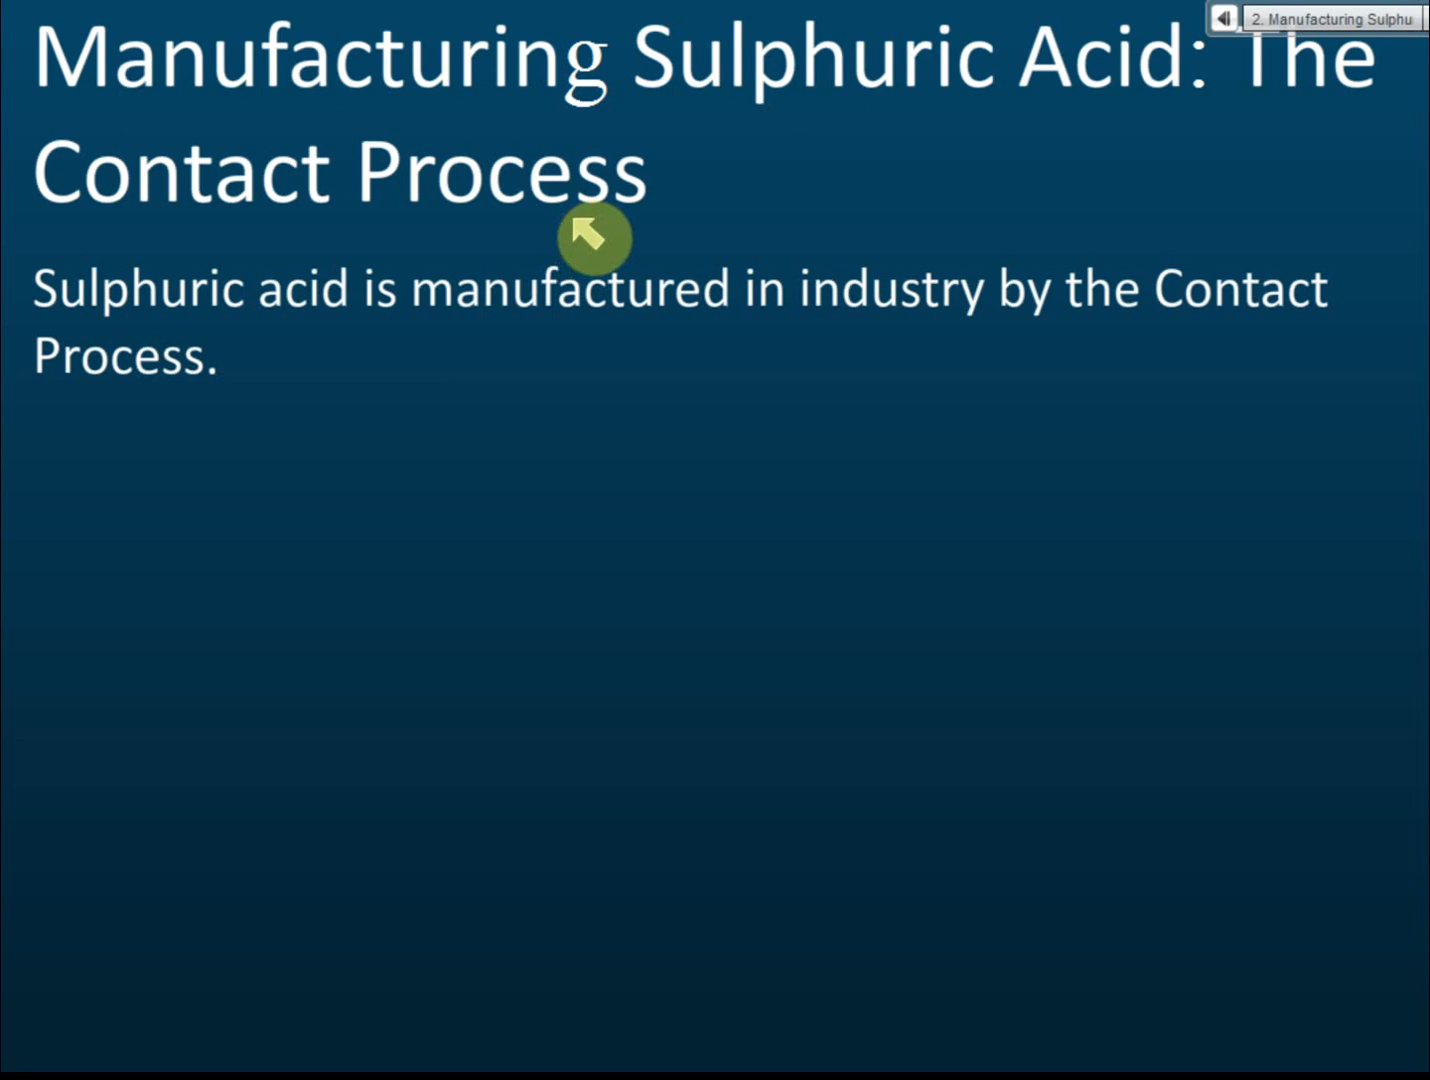 Manufacturing Sulphuric Acid: The
Contact Process
2. Manufacturing Sulphu
Sulphuric acid is manufactured in industry by the Contact
Process.